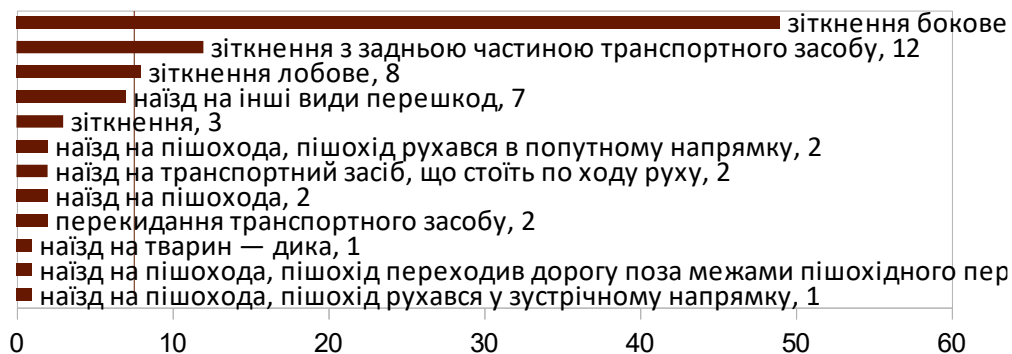 зіткнення бокове
зіткнення з задньою частиною транспортного засобу, 12
зіткнення лобове, 8
наїзд на інші види перешкод, 7
зіткнення, 3
наїзд на пішохода, пішохід рухався в попутному напрямку, 2
наїзд на транспортний засіб, що стоїть по ходу руху, 2
наїзд на пішохода, 2
перекидання транспортного засобу, 2
наїзд на тварин — дика, 1
наїзд на пішохода, пішохід переходив дорогу поза межами пішохідного пер
наїзд на пішохода, пішохід рухався у зустрічному напрямку, 1
0 10 20 30 40 50 60